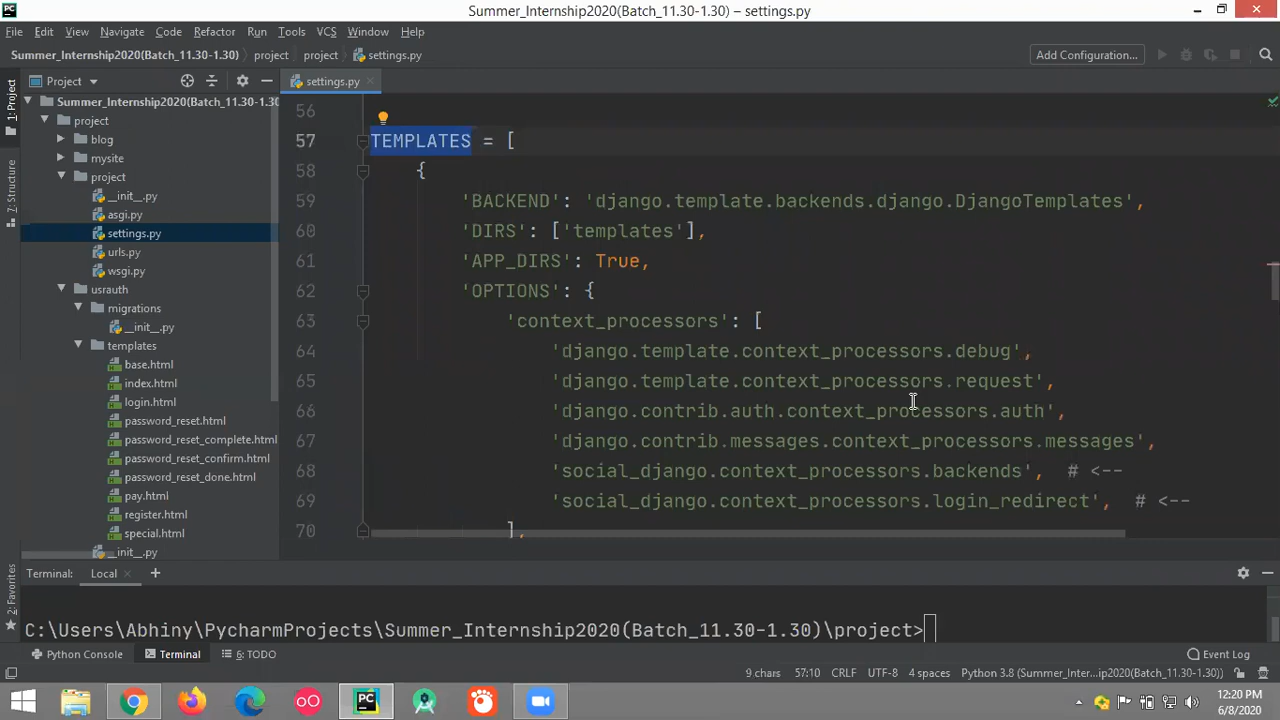 PC
Summer_Internship2020(Batch_11.30-1.30) – settings.py
File Edit View Navigate Code Refactor Run Tools VCS Window Help
Summer_Internship2020(Batch_11.30-1.30) project project settings.py Add Configuration...
1: Project
Project
settings.py
Summer_Internship2020(Batch_11.30-1.30
project
blog
mysite
project
__init__.py
asgi.py
settings.py
urls.py
wsgi.py
usrauth
migrations
__init__.py
templates
base.html
index.html
login.html
password_reset.html
password_reset_complete.html
password_reset_confirm.html
password_reset_done.html
pay.html
register.html
special.html
__init__.py
Z: Structure
2: Favorites
56
57 TEMPLATES = [
58 {
59 'BACKEND': 'django.template.backends.django.DjangoTemplates',
60 'DIRS': ['templates'],
61 'APP_DIRS': True,
62 'OPTIONS': {
63 'context_processors': [
64 'django.template.context_processors.debug',
65 'django.template.context_processors.request',
66 'django.contrib.auth.context_processors.auth',
67 'django.contrib.messages.context_processors.messages',
68 'social_django.context_processors.backends', # <--
69 'social_django.context_processors.login_redirect', # <--
70 ],
Terminal: Local +
C:\Users\Abhiny\PycharmProjects\Summer_Internship2020(Batch_11.30-1.30)\project>
Python Console Terminal 6: TODO Event Log
9 chars 57:10 CRLF UTF-8 4 spaces Python 3.8 (Summer_Inter...ip2020(Batch_11.30-1.30))
PC
12:20 PM
6/8/2020